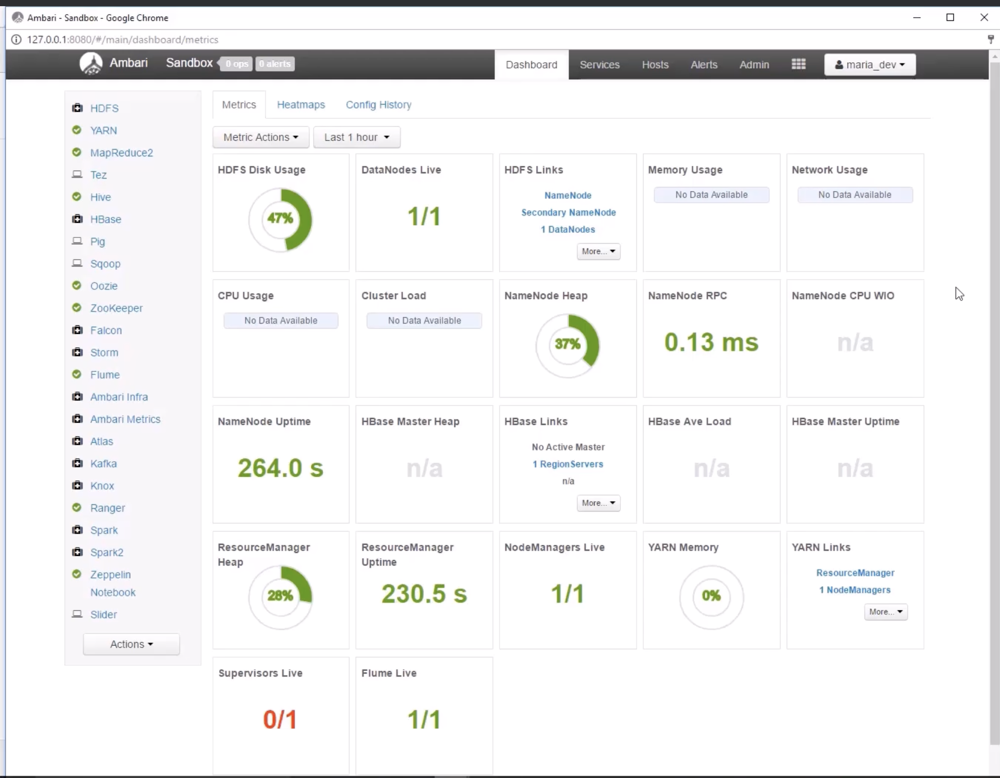 Ambari - Sandbox - Google Chrome
127.0.0.1:8080/#/main/dashboard/metrics
Ambari Sandbox 0 ops 0 alerts Dashboard Services Hosts Alerts Admin maria_dev
HDFS
YARN
MapReduce2
Tez
Hive
HBase
Pig
Sqoop
Oozie
ZooKeeper
Falcon
Storm
Flume
Ambari Infra
Ambari Metrics
Atlas
Kafka
Knox
Ranger
Spark
Spark2
Zeppelin
Notebook
Slider
Actions
Metrics Heatmaps Config History
Metric Actions Last 1 hour
HDFS Disk Usage
47%
DataNodes Live
1/1
HDFS Links
NameNode
Secondary NameNode
1 DataNodes
More...
Memory Usage
No Data Available
Network Usage
No Data Available
CPU Usage
No Data Available
Cluster Load
No Data Available
NameNode Heap
37%
NameNode RPC
0.13 ms
NameNode CPU WIO
n/a
NameNode Uptime
264.0 s
HBase Master Heap
n/a
HBase Links
No Active Master
1 RegionServers
n/a
More...
HBase Ave Load
n/a
HBase Master Uptime
n/a
ResourceManager
Heap
28%
ResourceManager
Uptime
230.5 s
NodeManagers Live
1/1
YARN Memory
0%
YARN Links
ResourceManager
1 NodeManagers
More...
Supervisors Live
0/1
Flume Live
1/1